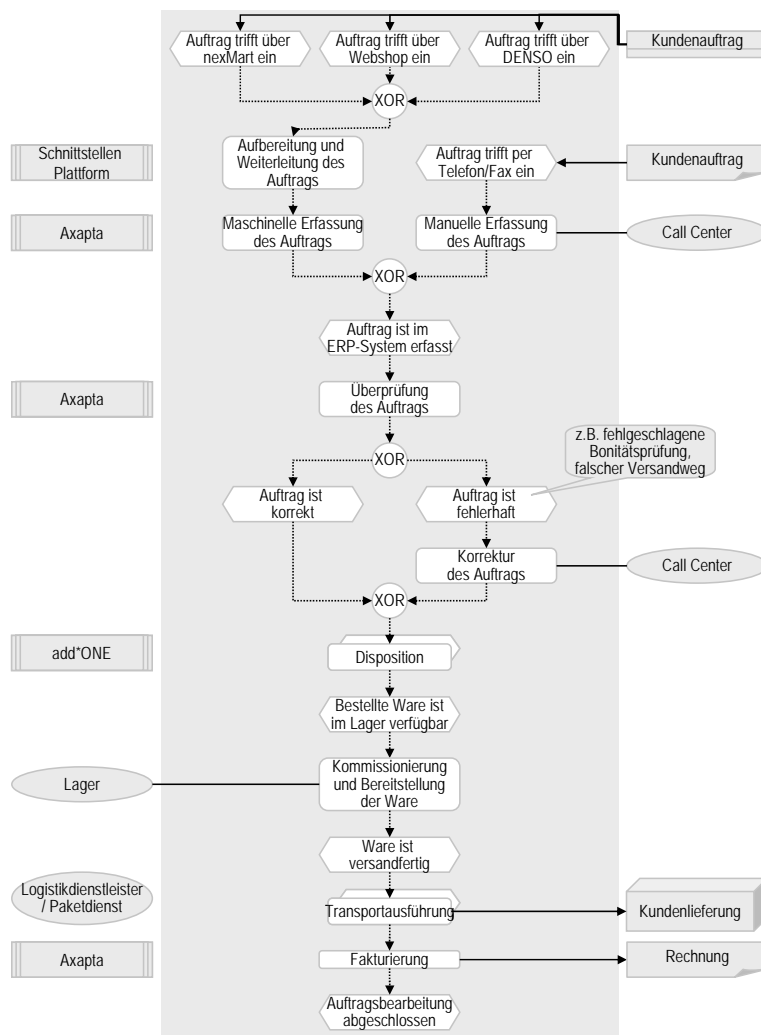 Auftrag trifft über
nexMart ein
Auftrag trifft über
Webshop ein
Auftrag trifft über
DENSO ein
Kundenauftrag
XOR
Schnittstellen
Plattform
Aufbereitung und
Weiterleitung des
Auftrags
Auftrag trifft per
Telefon/Fax ein
Kundenauftrag
Axapta
Maschinelle Erfassung
des Auftrags
Manuelle Erfassung
des Auftrags
Call Center
XOR
Auftrag ist im
ERP-System erfasst
Axapta
Überprüfung
des Auftrags
z.B. fehlgeschlagene
Bonitätsprüfung,
falscher Versandweg
XOR
Auftrag ist
korrekt
Auftrag ist
fehlerhaft
Korrektur
des Auftrags
Call Center
XOR
add*ONE
Disposition
Bestellte Ware ist
im Lager verfügbar
Lager
Kommissionierung
und Bereitstellung
der Ware
Ware ist
versandfertig
Logistikdienstleister
/ Paketdienst
Transportausführung
Kundenlieferung
Axapta
Fakturierung
Rechnung
Auftragsbearbeitung
abgeschlossen